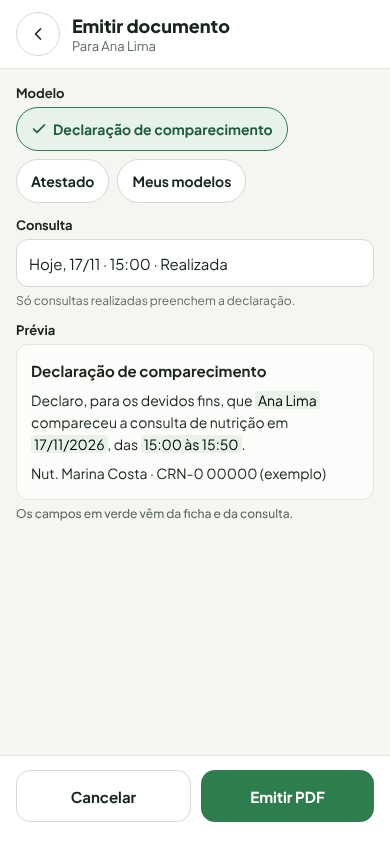 Emitir documento
Para Ana Lima
Modelo
Declaração de comparecimento
Atestado
Meus modelos
Consulta
Hoje, 17/11 · 15:00 · Realizada
Só consultas realizadas preenchem a declaração.
Prévia
Declaração de comparecimento
Declaro, para os devidos fins, que Ana Lima
compareceu a consulta de nutrição em
17/11/2026, das 15:00 às 15:50.
Nut. Marina Costa · CRN-0 00000 (exemplo)
Os campos em verde vêm da ficha e da consulta.
Cancelar
Emitir PDF